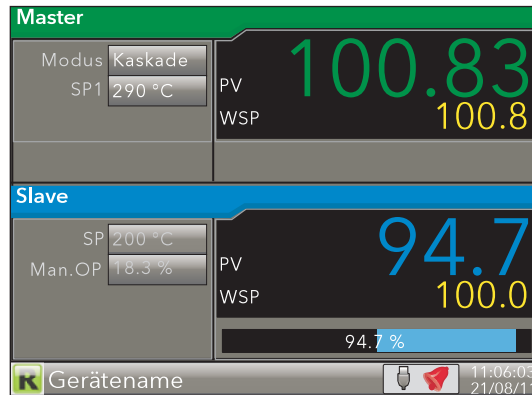 Master
Modus Kaskade
SP1 290 °C
PV 100.83
WSP 100.8
Slave
SP 200 °C
Man.OP 18.3 %
PV 94.7
WSP 100.0
94.7 %
R Gerätename
11:06:03
21/08/11